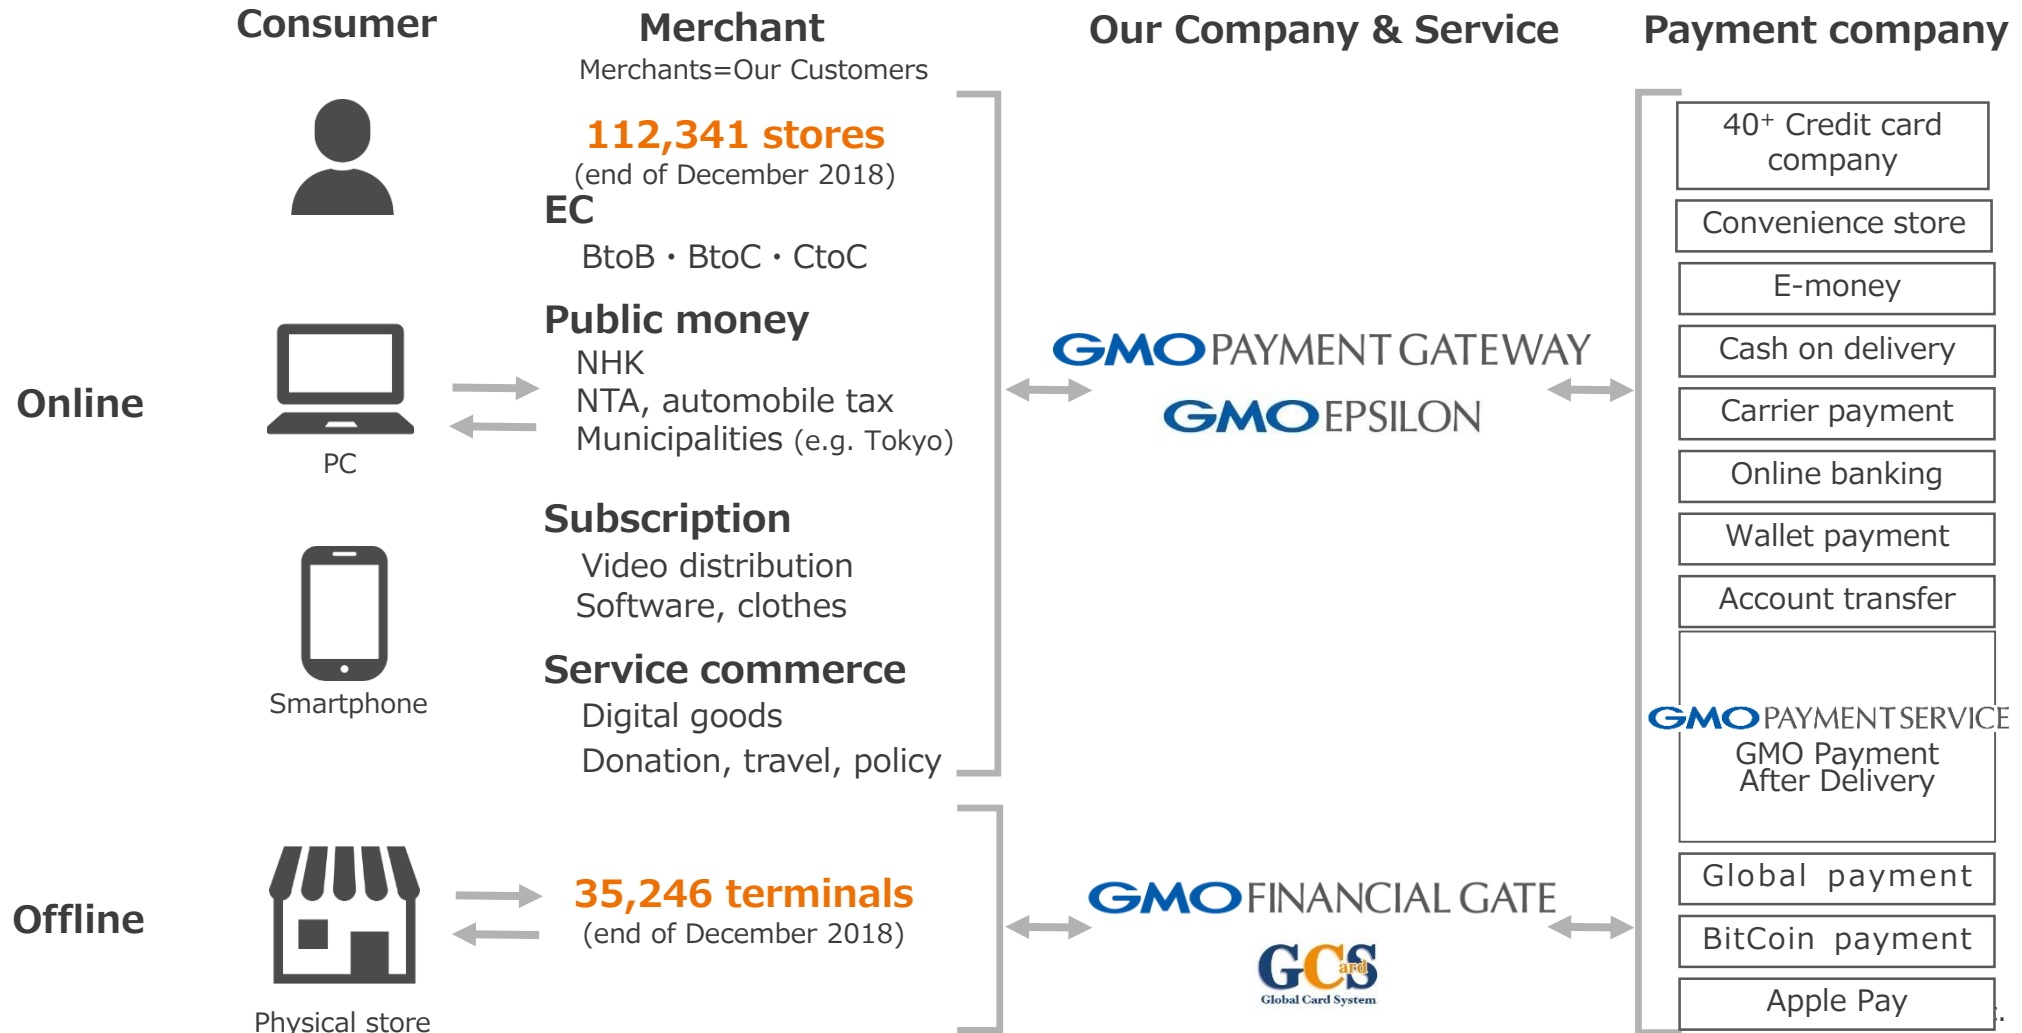 Consumer
Merchant
Our Company & Service
Payment company
Merchants=Our Customers
112,341 stores
(end of December 2018)
EC
BtoB・BtoC・CtoC
Public money
NHK
NTA, automobile tax
Municipalities (e.g. Tokyo)
Subscription
Video distribution
Software, clothes
Service commerce
Digital goods
Donation, travel, policy
Online
PC
Smartphone
GMO PAYMENT GATEWAY
GMO EPSILON
40+ Credit card
company
Convenience store
E-money
Cash on delivery
Carrier payment
Online banking
Wallet payment
Account transfer
GMO PAYMENT SERVICE
GMO Payment
After Delivery
Global payment
BitCoin payment
Apple Pay
Offline
Physical store
35,246 terminals
(end of December 2018)
GMO FINANCIAL GATE
GCardS
Global Card System